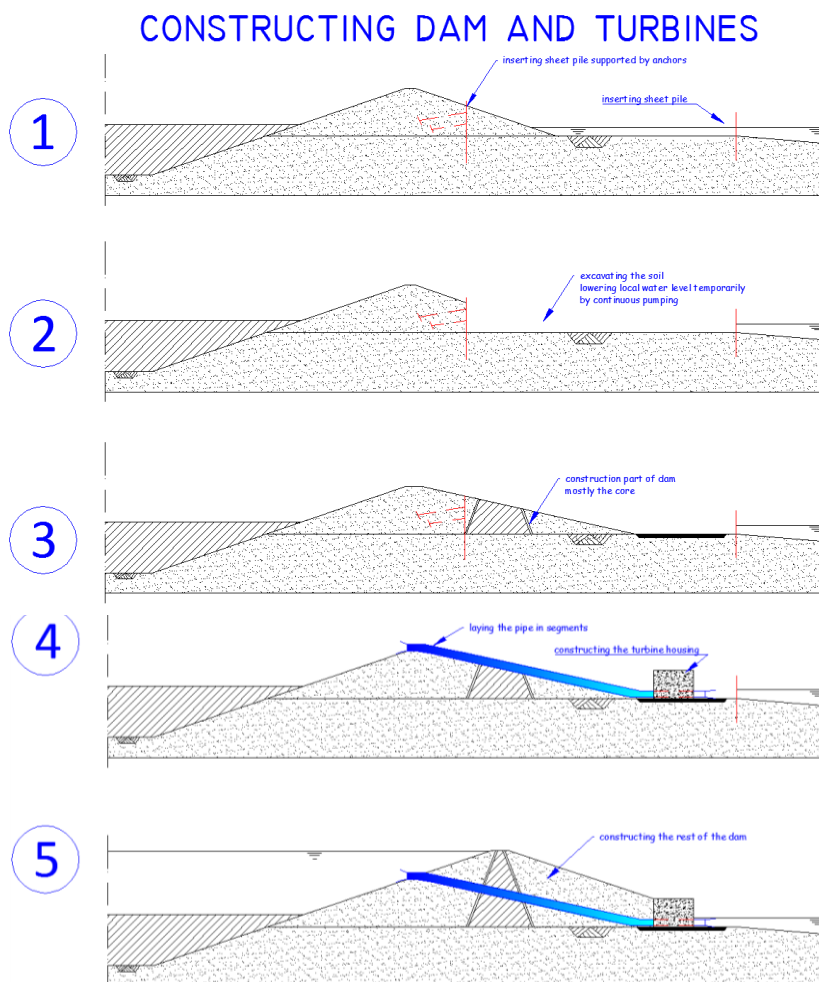 CONSTRUCTING DAM AND TURBINES
1
inserting sheet pile supported by anchors
inserting sheet pile
2
excavating the soil
lowering local water level temporarily
by continuous pumping
3
construction part of dam
mostly the core
4
laying the pipe in segments
constructing the turbine housing
5
constructing the rest of the dam